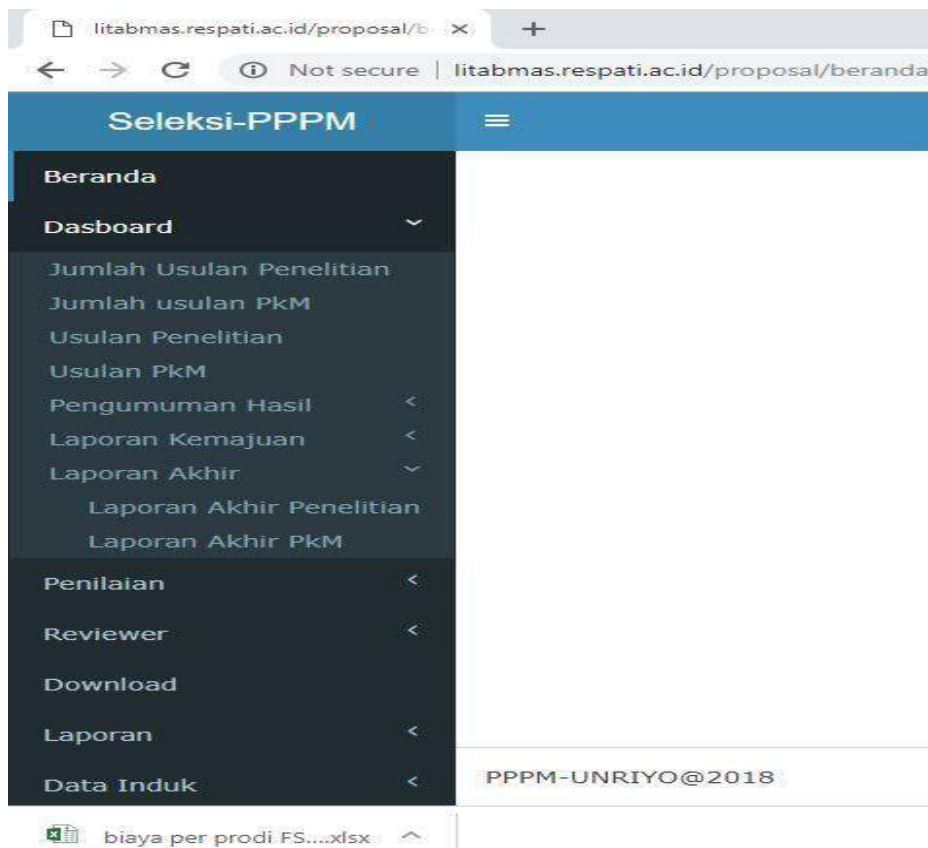 litabmas.respati.ac.id/proposal/b
Not secure | litabmas.respati.ac.id/proposal/beranda
Seleksi-PPPM
Beranda
Dasboard
Jumlah Usulan Penelitian
Jumlah usulan PkM
Usulan Penelitian
Usulan PkM
Pengumuman Hasil
Laporan Kemajuan
Laporan Akhir
Laporan Akhir Penelitian
Laporan Akhir PkM
Penilaian
Reviewer
Download
Laporan
Data Induk
PPPM-UNRIYO@2018
biaya per prodi FS....xlsx